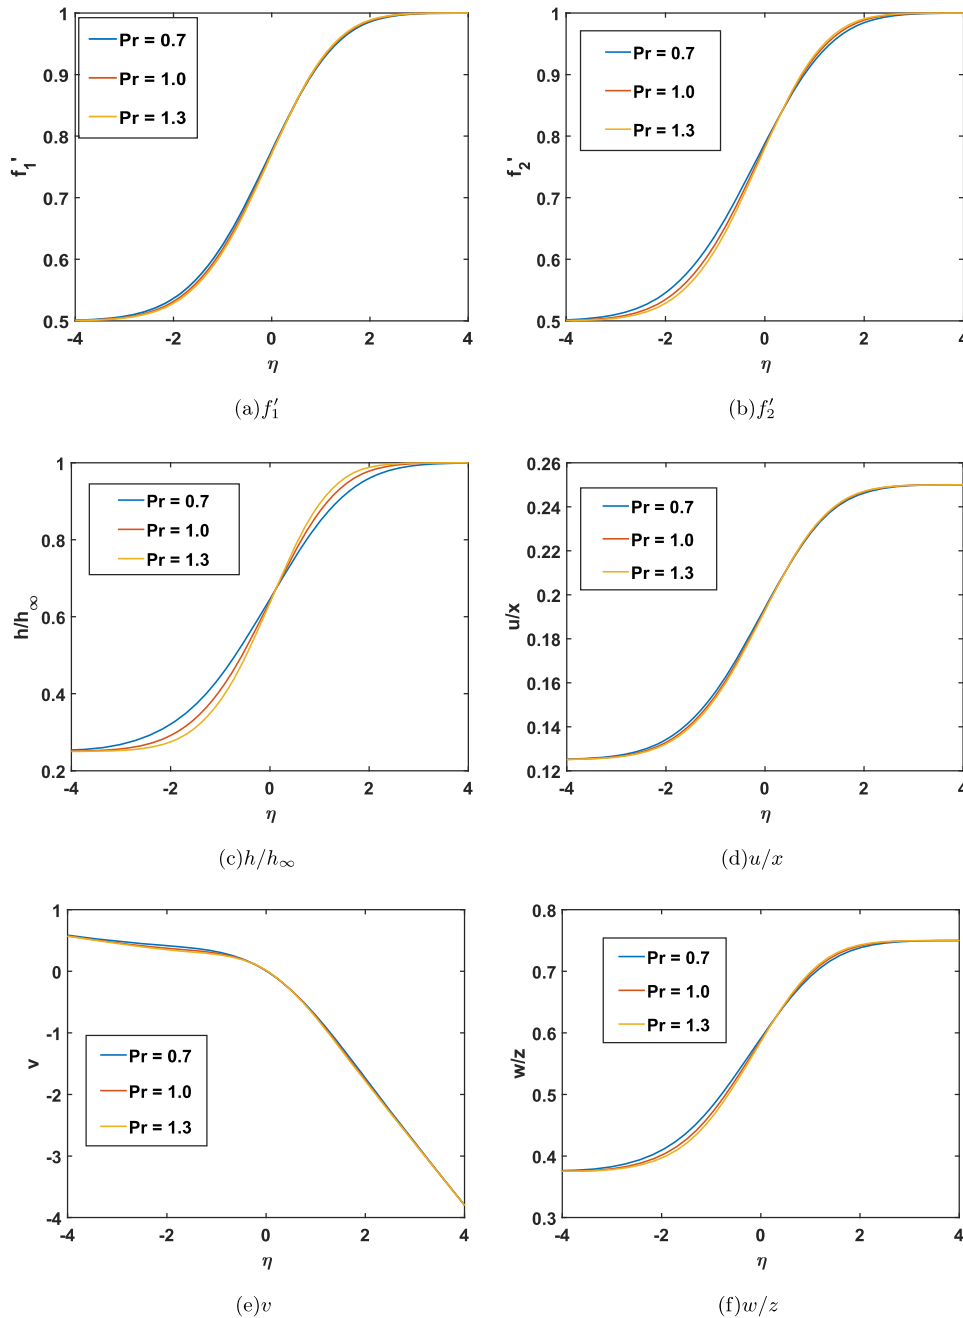 1
0.9
0.8
0.7
0.6
0.5
-4
-2
0
2
4
f1'
η
Pr = 0.7
Pr = 1.0
Pr = 1.3
(a)f′1
1
0.9
0.8
0.7
0.6
0.5
-4
-2
0
2
4
f2'
η
Pr = 0.7
Pr = 1.0
Pr = 1.3
(b)f′2
1
0.8
0.6
0.4
0.2
-4
-2
0
2
4
h/h∞
η
Pr = 0.7
Pr = 1.0
Pr = 1.3
(c)h/h∞
0.26
0.24
0.22
0.2
0.18
0.16
0.14
0.12
-4
-2
0
2
4
u/x
η
Pr = 0.7
Pr = 1.0
Pr = 1.3
(d)u/x
1
0
-1
-2
-3
-4
-4
-2
0
2
4
v
η
Pr = 0.7
Pr = 1.0
Pr = 1.3
(e)v
0.8
0.7
0.6
0.5
0.4
0.3
-4
-2
0
2
4
w/z
η
Pr = 0.7
Pr = 1.0
Pr = 1.3
(f)w/z